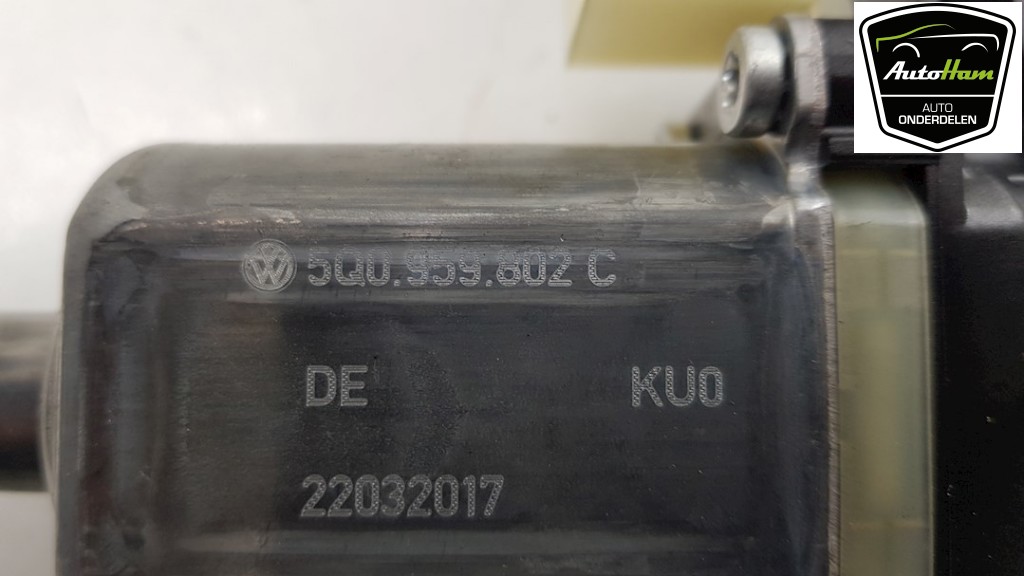 AutoHam
AUTO
ONDERDELEN
5Q0.959.802 C
DE KU0
22032017